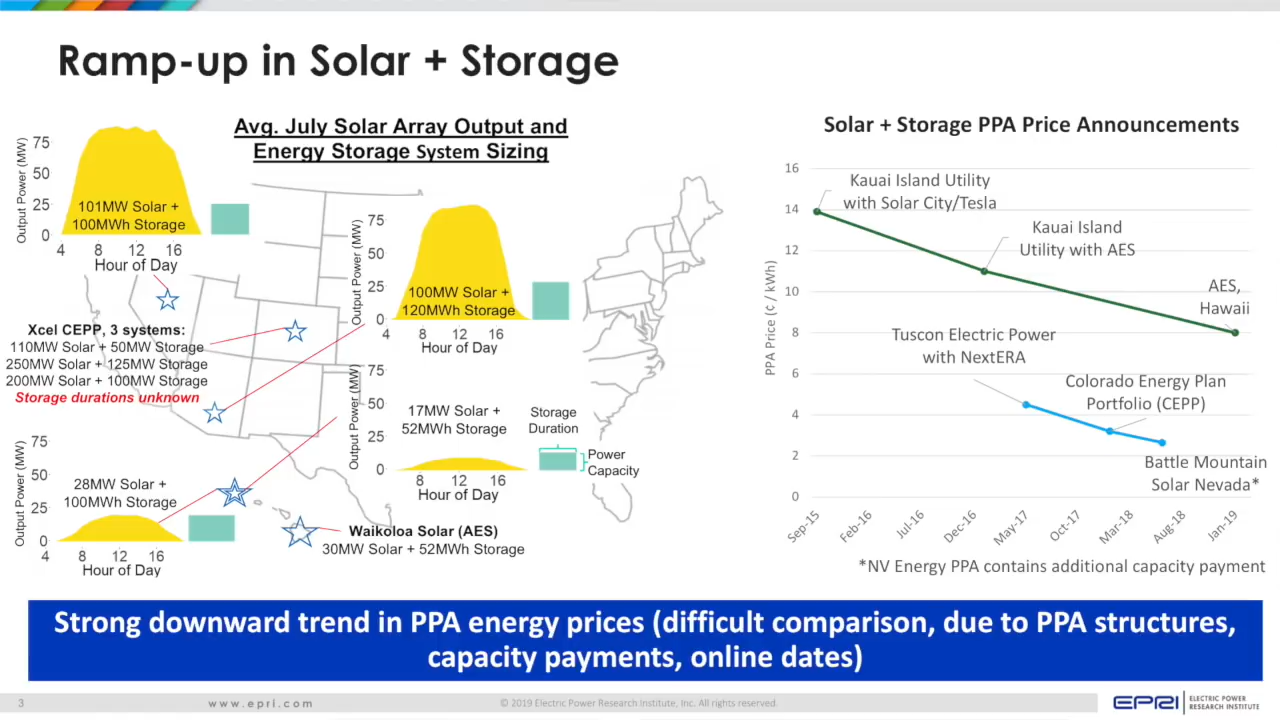 Ramp-up in Solar + Storage
Avg. July Solar Array Output and
Energy Storage System Sizing
Output Power (MW)
75
50
25
0
101MW Solar +
100MWh Storage
4 8 12 16
Hour of Day
Output Power (MW)
75
50
25
0
100MW Solar +
120MWh Storage
4 8 12 16
Hour of Day
Xcel CEPP, 3 systems:
110MW Solar + 50MW Storage
250MW Solar + 125MW Storage
200MW Solar + 100MW Storage
Storage durations unknown
Output Power (MW)
75
50
25
0
17MW Solar +
52MWh Storage
8 12 16
Hour of Day
Storage
Duration
Power
Capacity
Output Power (MW)
75
50
25
0
28MW Solar +
100MWh Storage
4 8 12 16
Hour of Day
Waikoloa Solar (AES)
30MW Solar + 52MWh Storage
Solar + Storage PPA Price Announcements
PPA Price (¢ / kWh)
16
14
12
10
8
6
4
2
0
Kauai Island Utility
with Solar City/Tesla
Kauai Island
Utility with AES
AES,
Hawaii
Tuscon Electric Power
with NextERA
Colorado Energy Plan
Portfolio (CEPP)
Battle Mountain
Solar Nevada*
Sep-15 Feb-16 Jul-16 Dec-16 May-17 Oct-17 Mar-18 Aug-18 Jan-19
*NV Energy PPA contains additional capacity payment
Strong downward trend in PPA energy prices (difficult comparison, due to PPA structures,
capacity payments, online dates)
3
www.epri.com
© 2019 Electric Power Research Institute, Inc. All rights reserved.
EPRI
ELECTRIC POWER
RESEARCH INSTITUTE